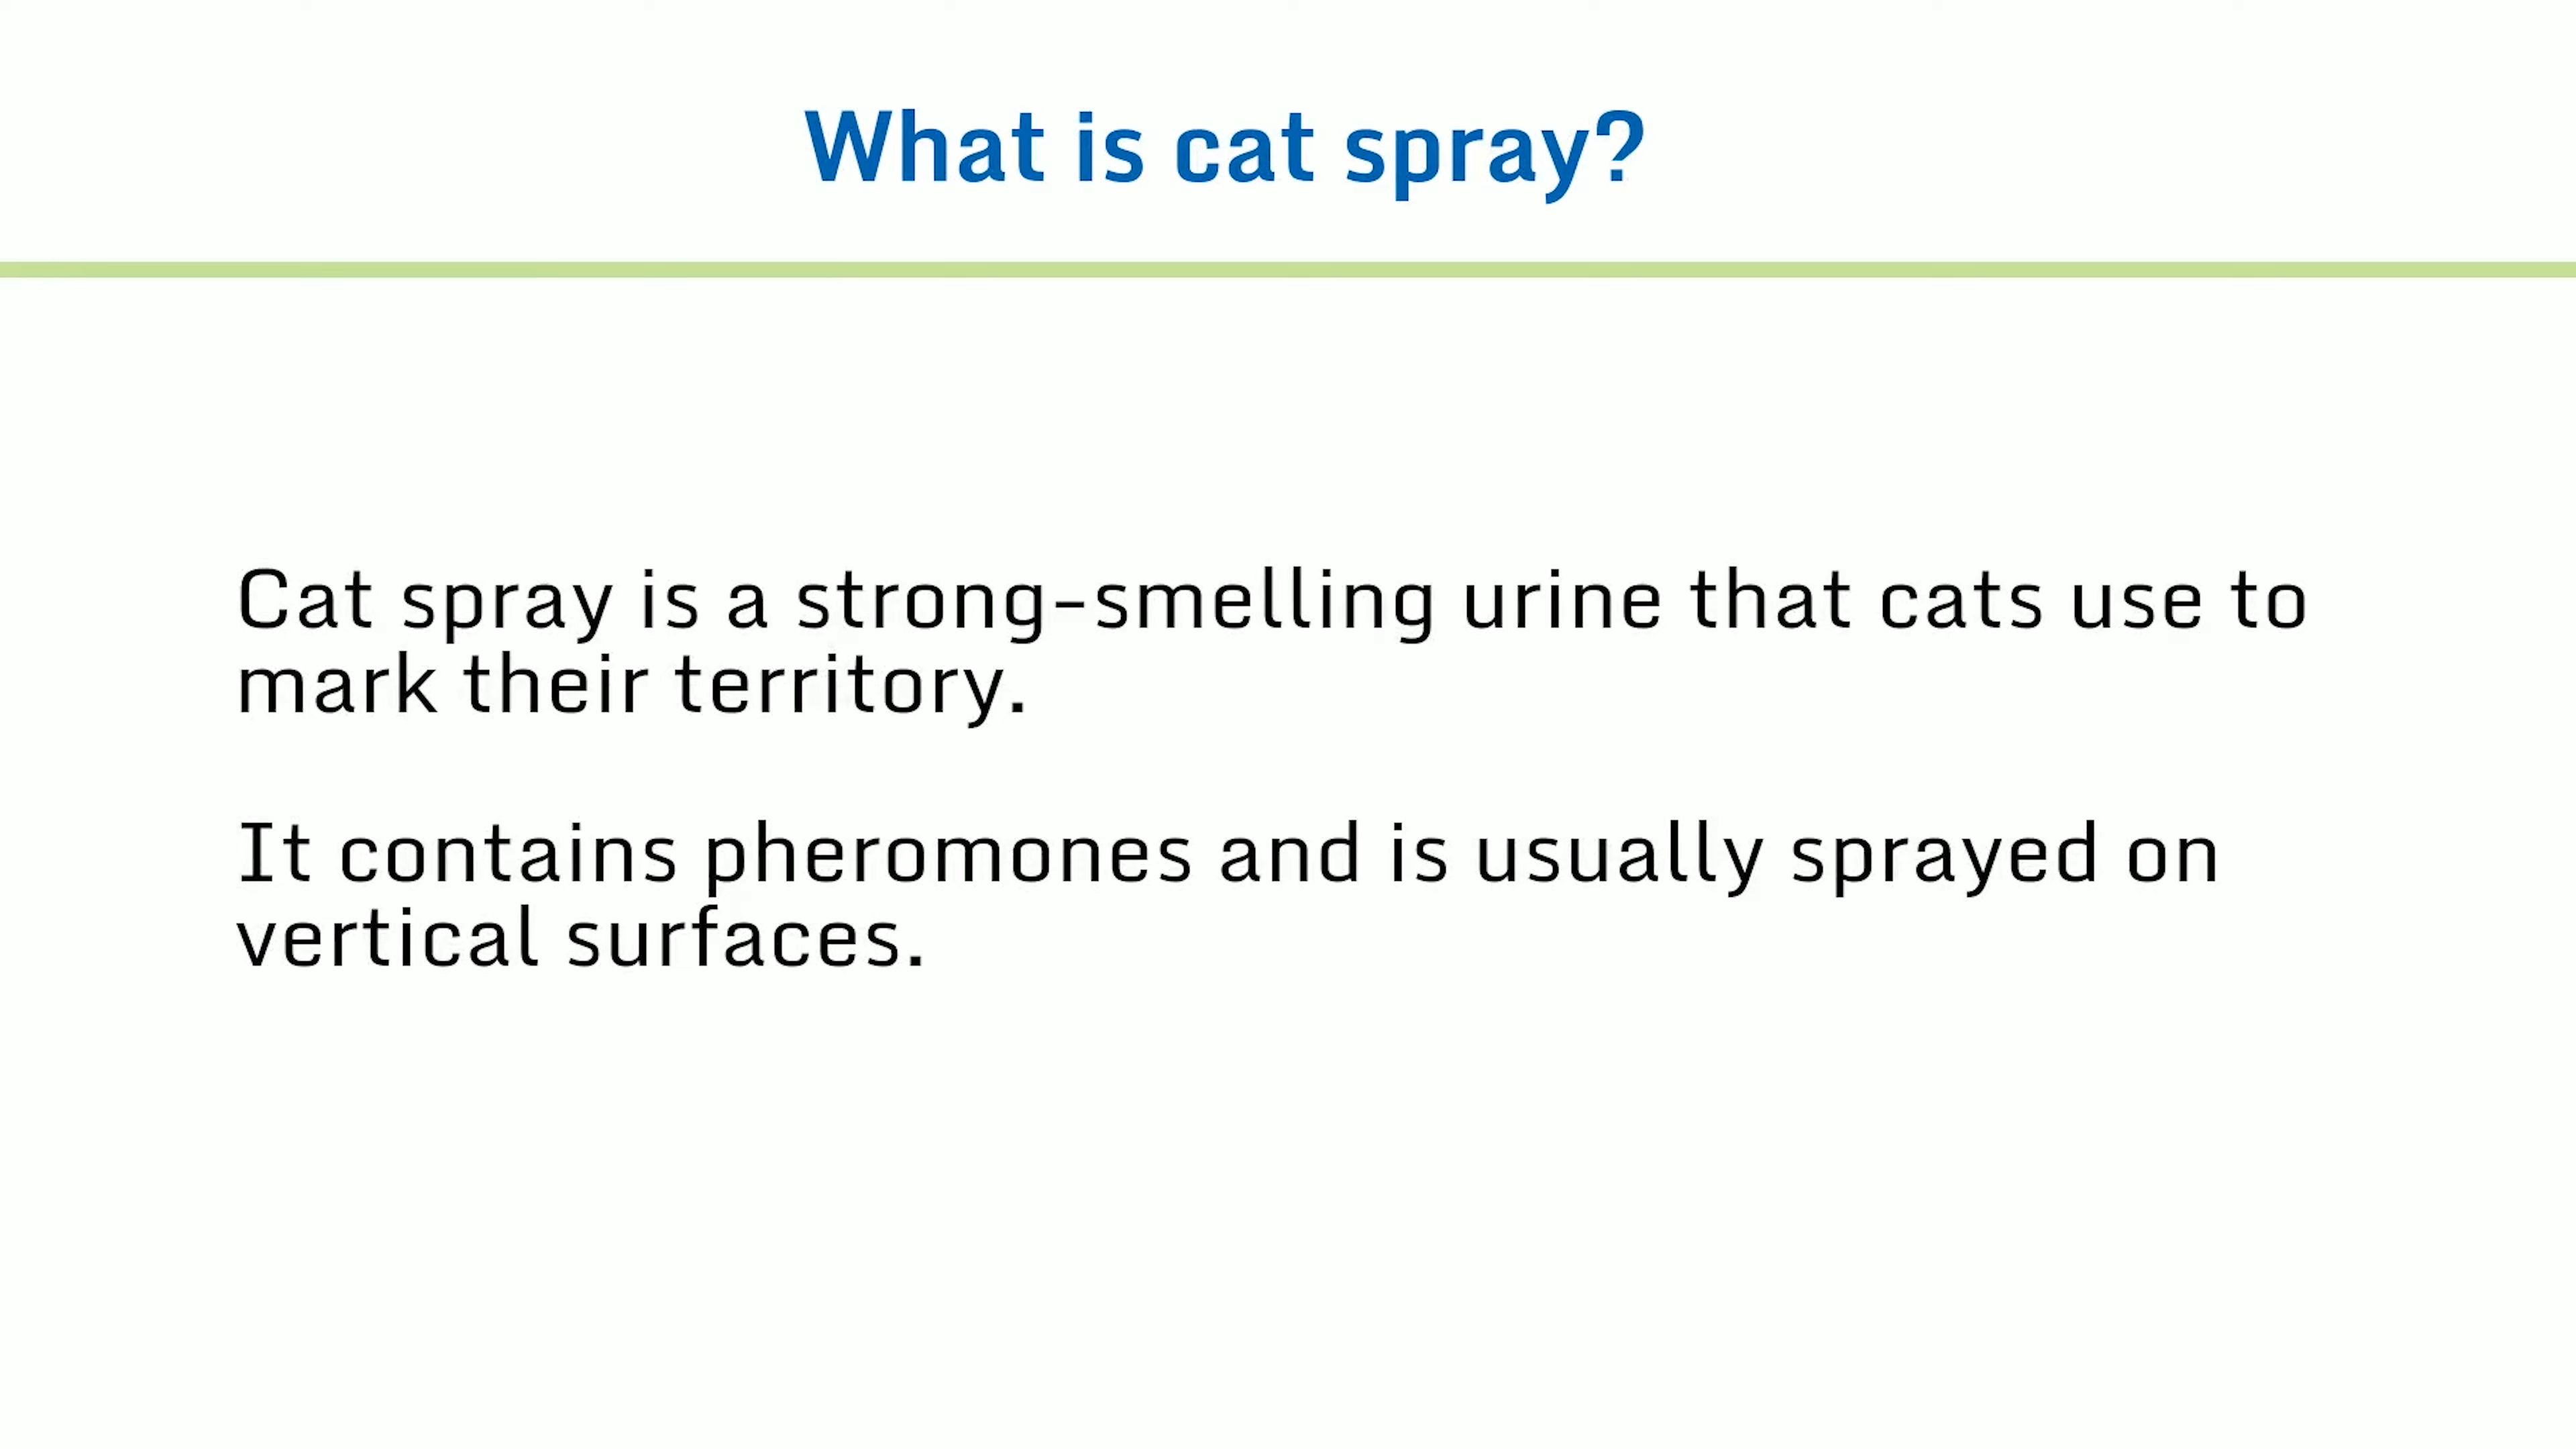 What is cat spray?
Cat spray is a strong-smelling urine that cats use to
mark their territory.
It contains pheromones and is usually sprayed on
vertical surfaces.